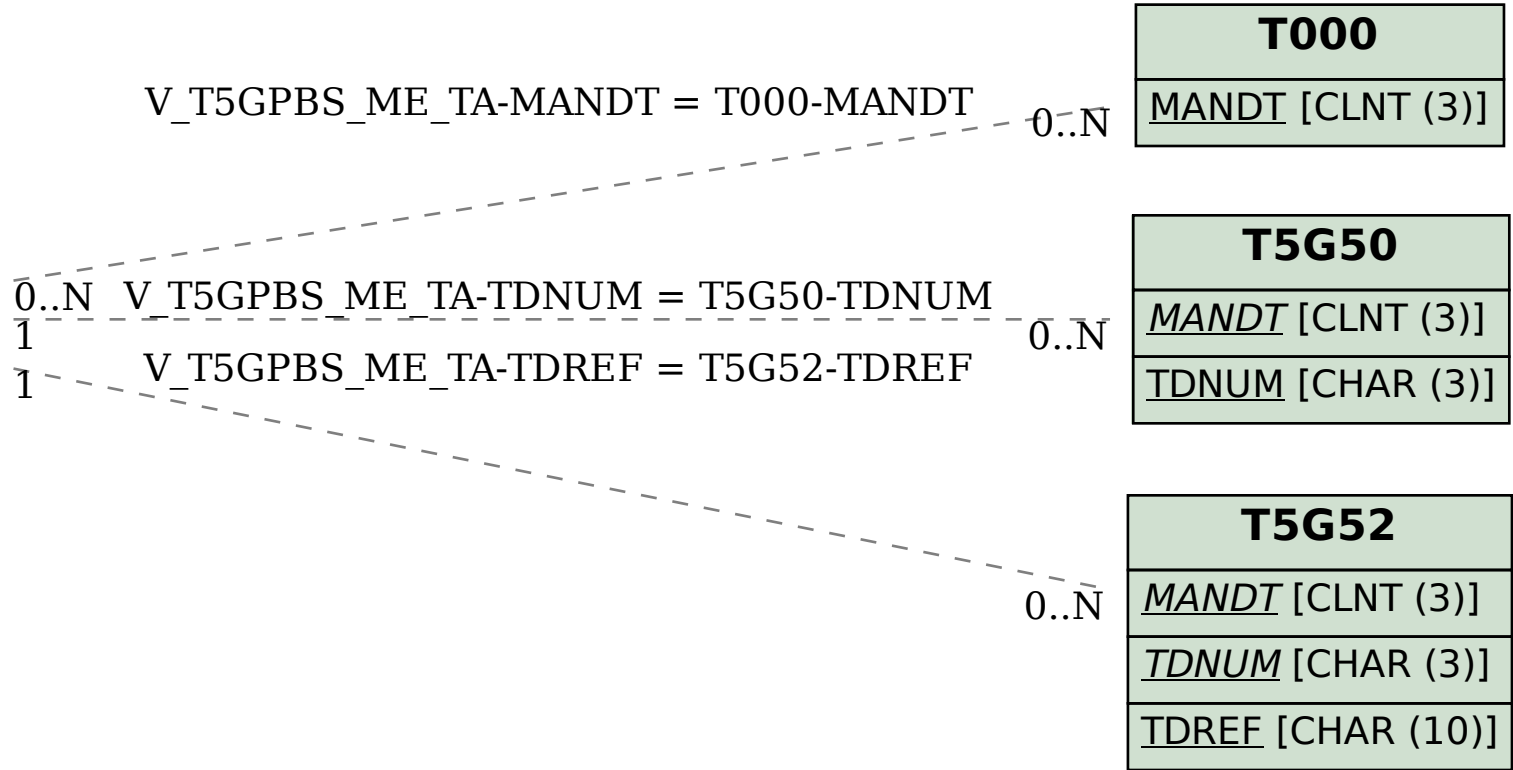 T000
V_T5GPBS_ME_TA-MANDT = T000-MANDT
0..N
MANDT [CLNT (3)]
T5G50
0..N
V_T5GPBS_ME_TA-TDNUM = T5G50-TDNUM
MANDT [CLNT (3)]
1
0..N
V_T5GPBS_ME_TA-TDREF = T5G52-TDREF
1
TDNUM [CHAR (3)]
T5G52
0..N
MANDT [CLNT (3)]
TDNUM [CHAR (3)]
TDREF [CHAR (10)]